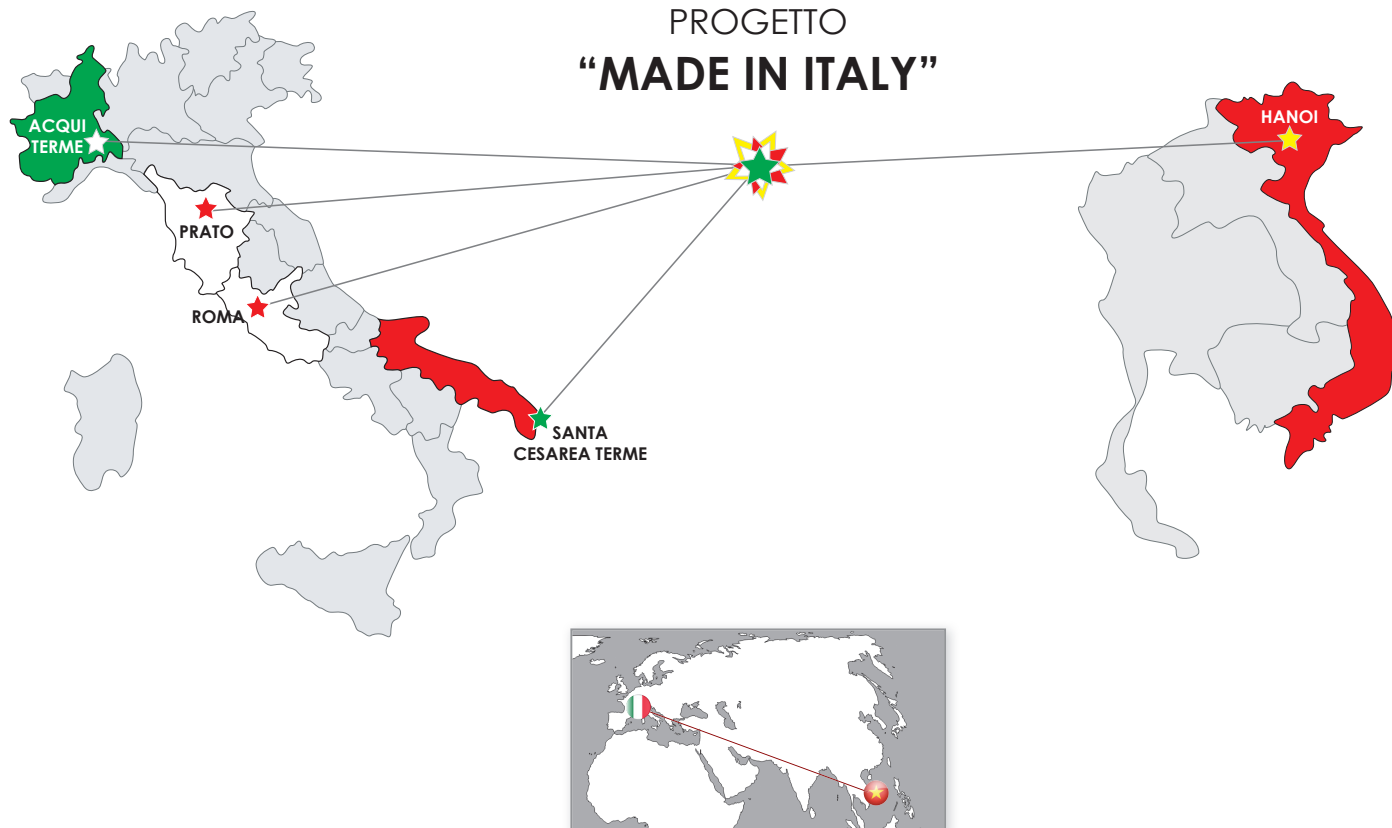 PROGETTO
“MADE IN ITALY”
ACQUI
TERME
HANOI
PRATO
ROMA
SANTA
CESAREA TERME